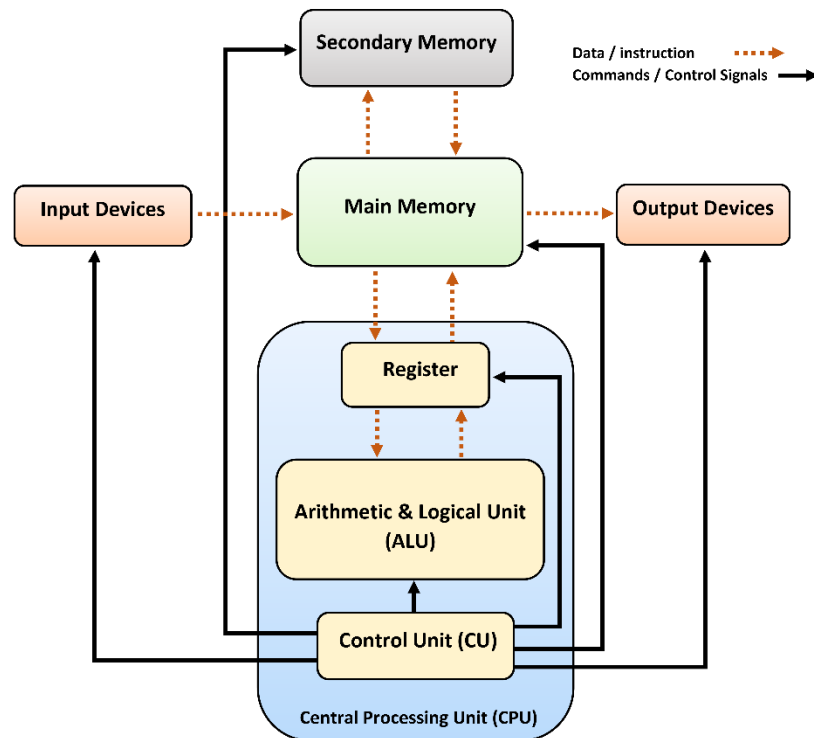 Secondary Memory
Data / instruction
Commands / Control Signals
Input Devices
Main Memory
Output Devices
Register
Arithmetic & Logical Unit
(ALU)
Control Unit (CU)
Central Processing Unit (CPU)